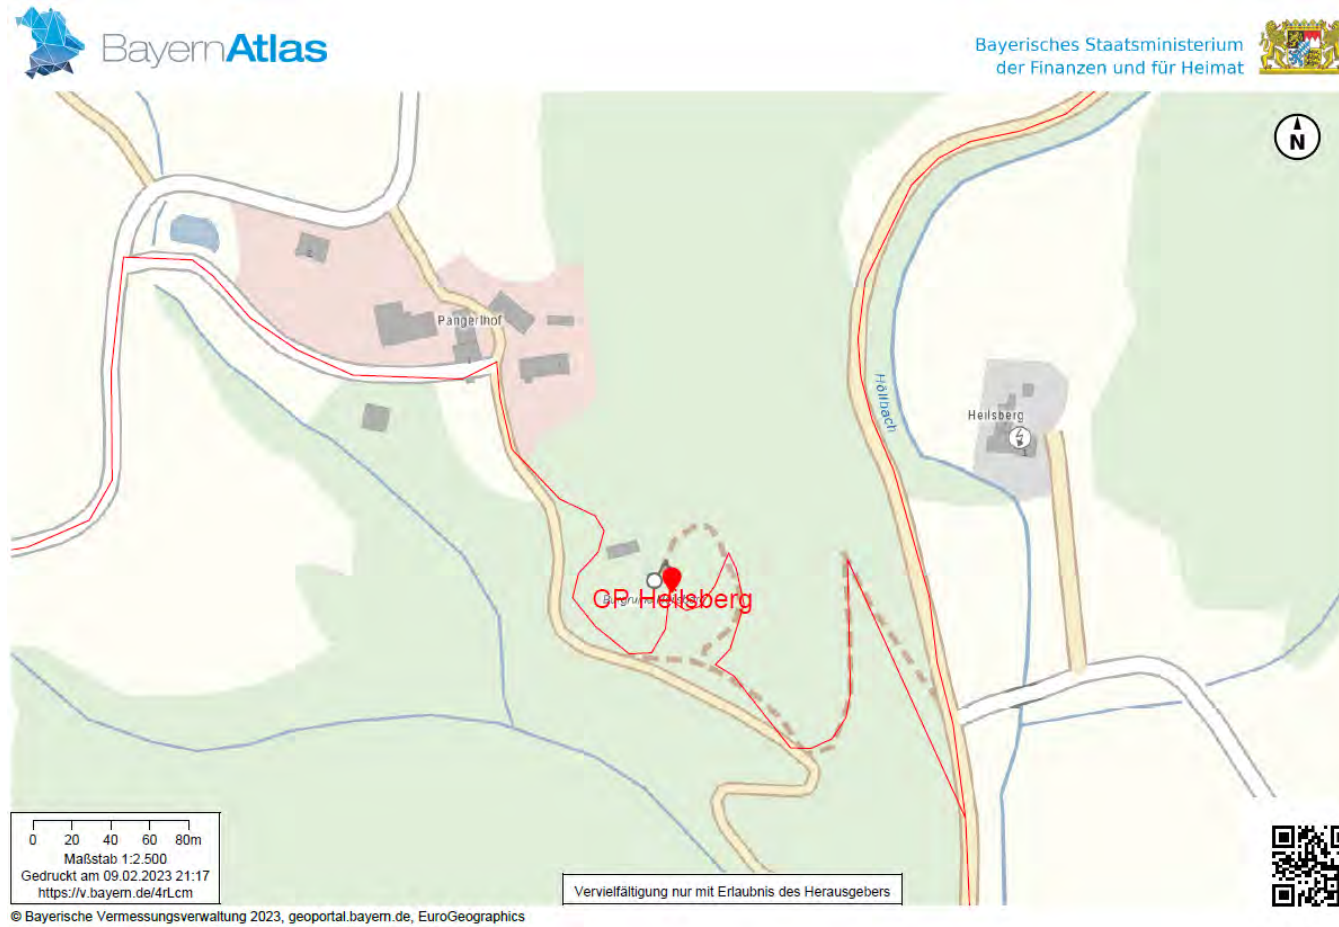 BayernAtlas
Bayerisches Staatsministerium
der Finanzen und für Heimat
N
Pangerlhof
Höllbach
Heilsberg
CP Heilsberg
0 20 40 60 80m
Maßstab 1:2.500
Gedruckt am 09.02.2023 21:17
https://v.bayern.de/4rLcm
Vervielfältigung nur mit Erlaubnis des Herausgebers
© Bayerische Vermessungsverwaltung 2023, geoportal.bayern.de, EuroGeographics